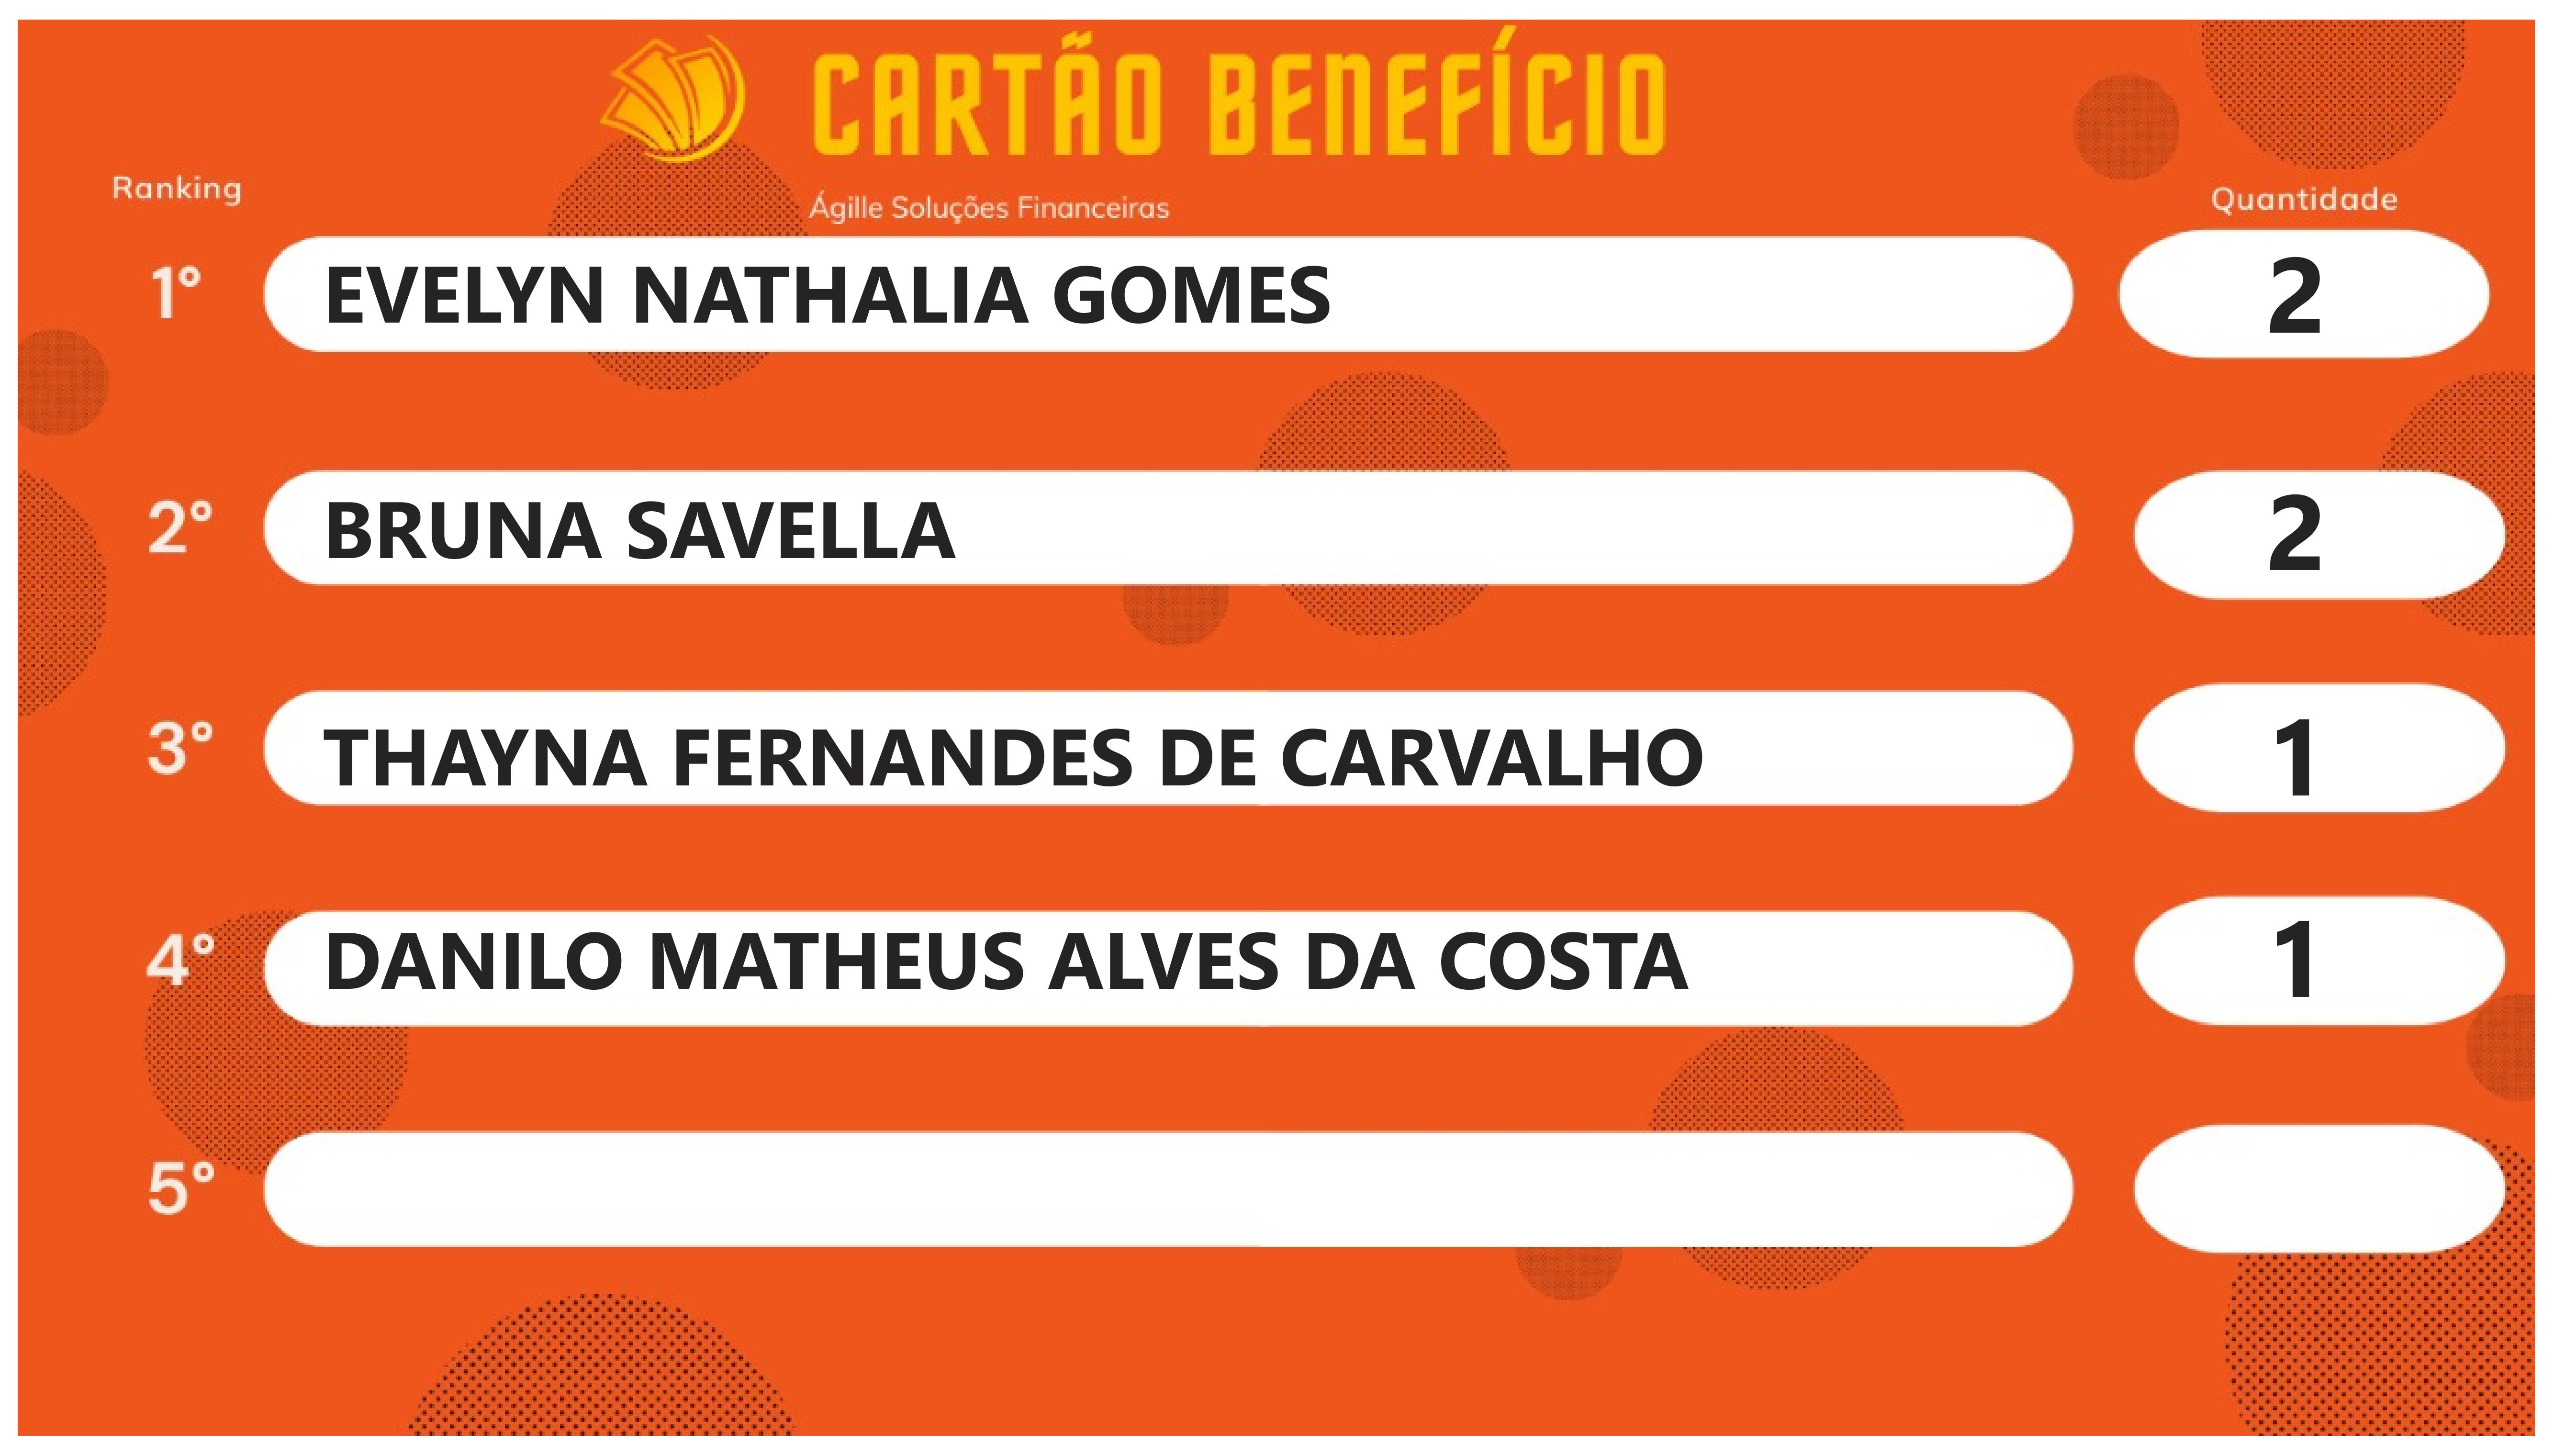 CARTÃO BENEFÍCIO
Ranking
Ágille Soluções Financeiras
Quantidade
1° EVELYN NATHALIA GOMES 2
2° BRUNA SAVELLA 2
3° THAYNA FERNANDES DE CARVALHO 1
4° DANILO MATHEUS ALVES DA COSTA 1
5°